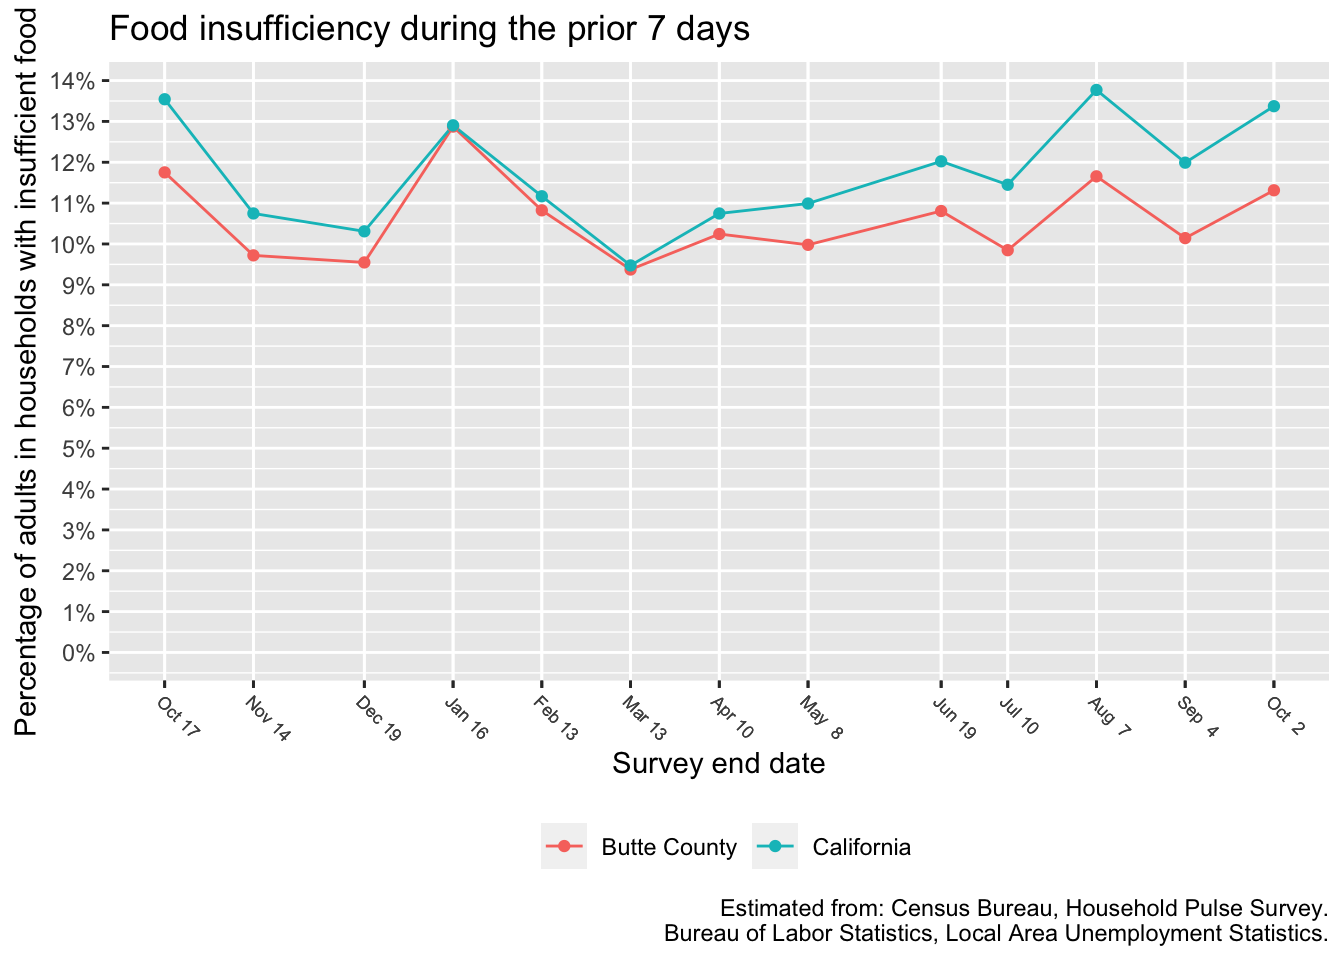 Food insufficiency during the prior 7 days
Percentage of adults in households with insufficient food
14%
13%
12%
11%
10%
9%
8%
7%
6%
5%
4%
3%
2%
1%
0%
Oct 17
Nov 14
Dec 19
Jan 16
Feb 13
Mar 13
Apr 10
May 8
Jun 19
Jul 10
Aug 7
Sep 4
Oct 2
Survey end date
Butte County
California
Estimated from: Census Bureau, Household Pulse Survey.
Bureau of Labor Statistics, Local Area Unemployment Statistics.